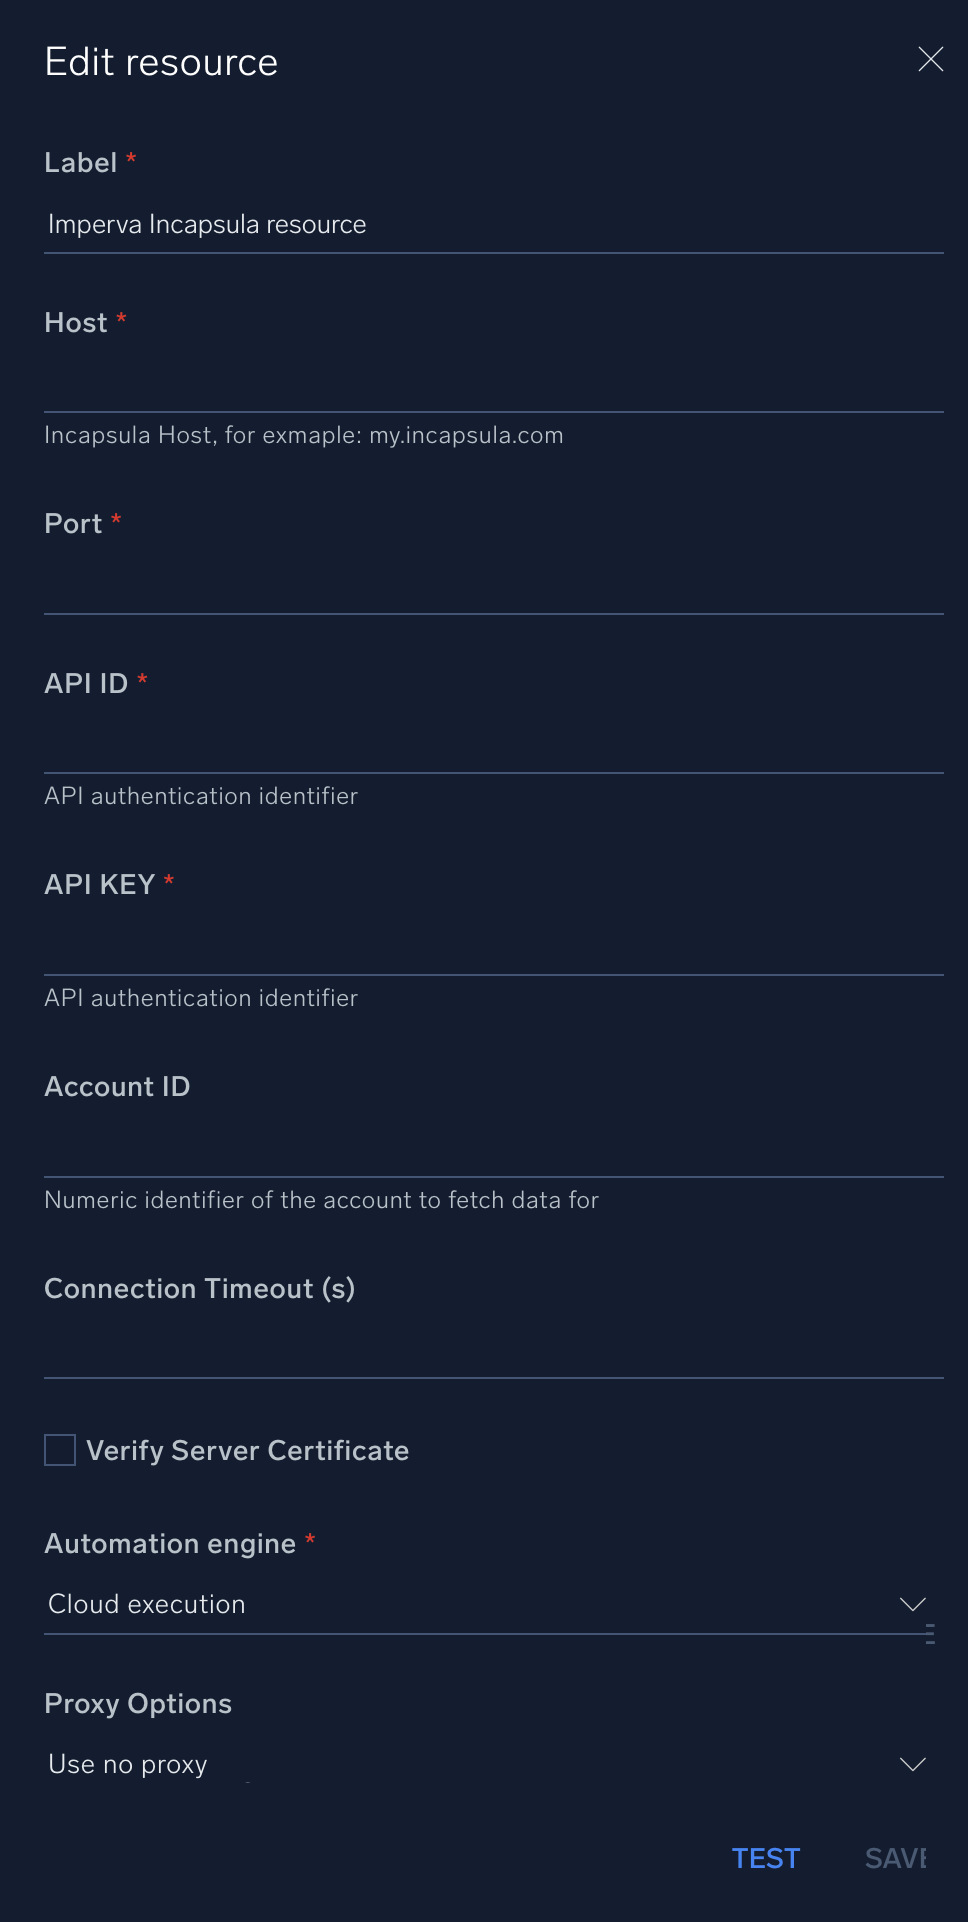 Edit resource
Label *
Imperva Incapsula resource
Host *
Incapsula Host, for exmaple: my.incapsula.com
Port *
API ID *
API authentication identifier
API KEY *
API authentication identifier
Account ID
Numeric identifier of the account to fetch data for
Connection Timeout (s)
Verify Server Certificate
Automation engine *
Cloud execution
Proxy Options
Use no proxy
TEST SAVE